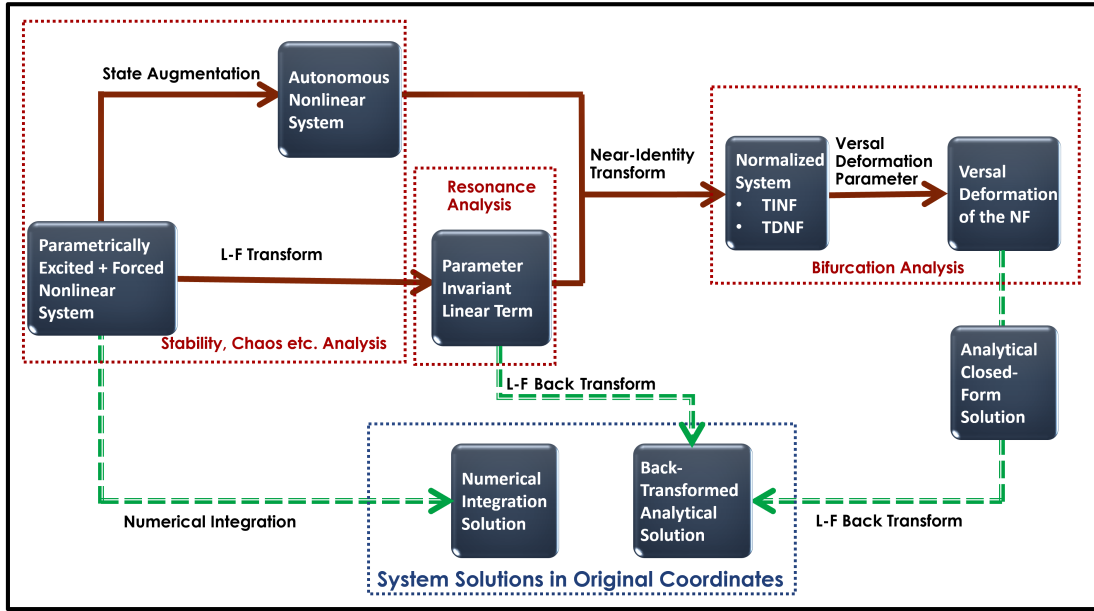 State Augmentation
Autonomous
Nonlinear
System
Near-Identity
Transform
Normalized
System
• TINF
• TDNF
Versal
Deformation
Parameter
Versal
Deformation
of the NF
Bifurcation Analysis
Resonance
Analysis
Parametrically
Excited + Forced
Nonlinear
System
L-F Transform
Parameter
Invariant
Linear Term
Stability, Chaos etc. Analysis
L-F Back Transform
Analytical
Closed-
Form
Solution
Numerical Integration
Numerical
Integration
Solution
Back-
Transformed
Analytical
Solution
L-F Back Transform
System Solutions in Original Coordinates